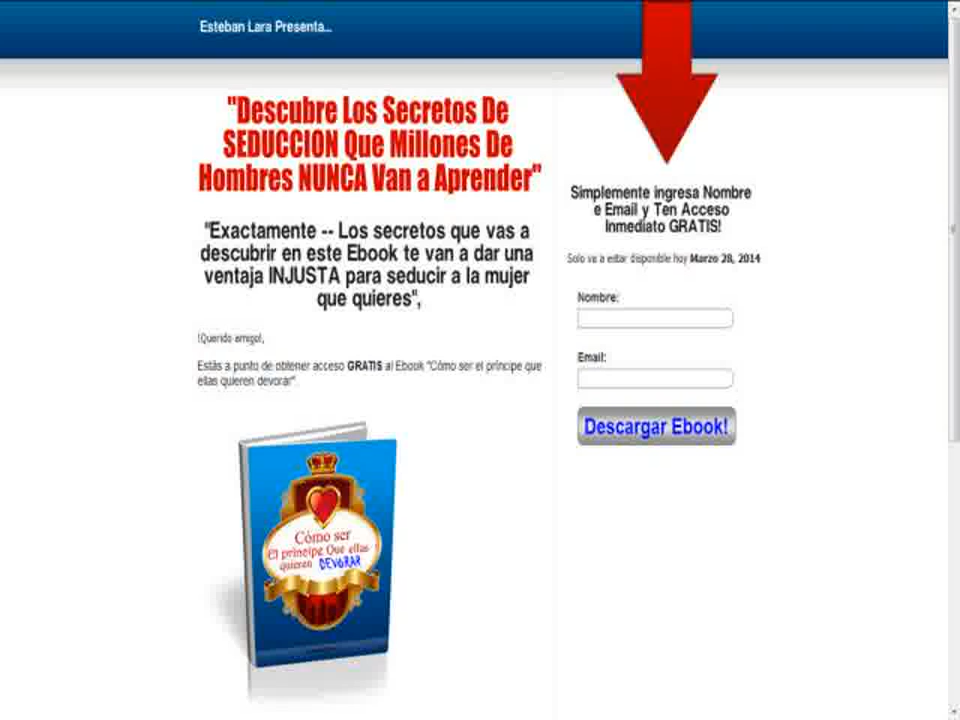 Esteban Lara Presenta...
"Descubre Los Secretos De
SEDUCCION Que Millones De
Hombres NUNCA Van a Aprender"
"Exactamente -- Los secretos que vas a
descubrir en este Ebook te van a dar una
ventaja INJUSTA para seducir a la mujer
que quieres",
!Querido amigo!,
Estás a punto de obtener acceso GRATIS al Ebook "Cómo ser el príncipe que
ellas quieren devorar".
Cómo ser
El príncipe Que ellas
quieren DEVORAR
Simplemente ingresa Nombre
e Email y Ten Acceso
Inmediato GRATIS!
Solo va a estar disponible hoy Marzo 28, 2014
Nombre:
Email:
Descargar Ebook!